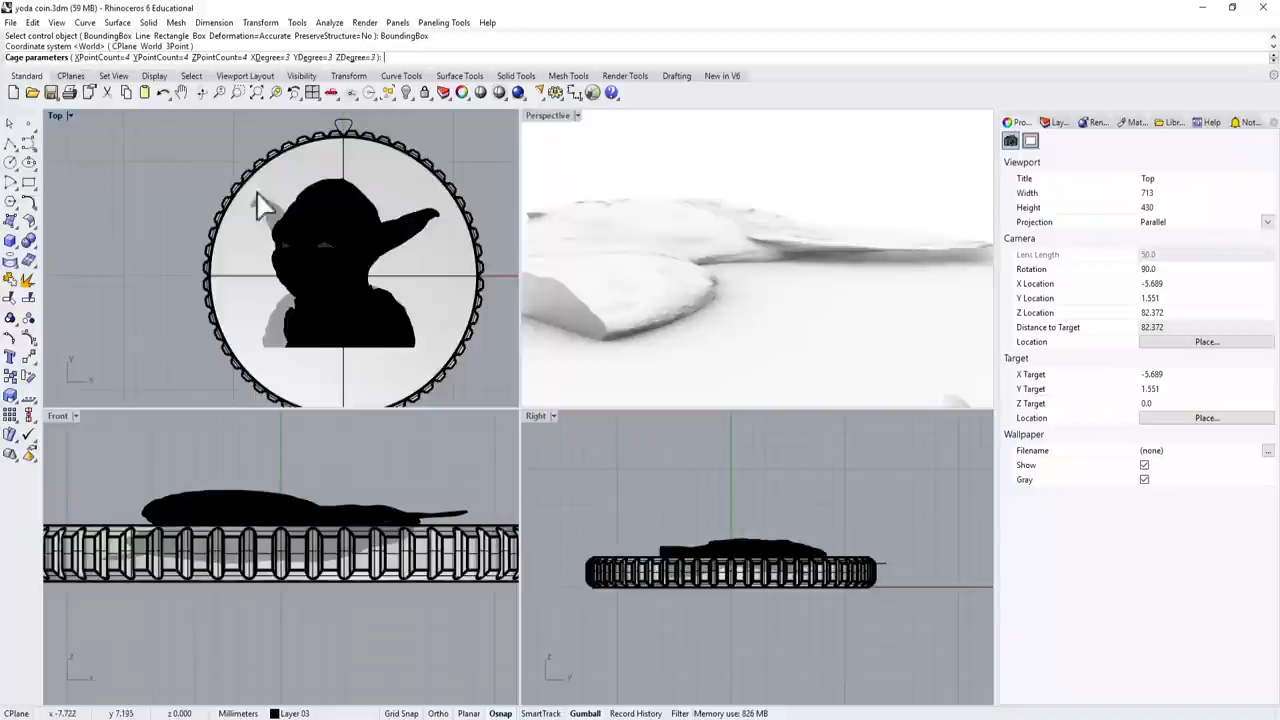 yoda coin.3dm (59 MB) - Rhinoceros 6 Educational
File Edit View Curve Surface Solid Mesh Dimension Transform Tools Analyze Render Panels Paneling Tools Help
Select control object ( BoundingBox Line Rectangle Box Deformation=Accurate PreserveStructure=No ): BoundingBox
Coordinate system <World> ( CPlane World 3Point )
Cage parameters ( XPointCount=4 YPointCount=4 ZPointCount=4 XDegree=3 YDegree=3 ZDegree=3 ):
Standard CPlanes Set View Display Select Viewport Layout Visibility Transform Curve Tools Surface Tools Solid Tools Mesh Tools Render Tools Drafting New in V6
Top
Perspective
Pro... Lay... Ren... Mat... Libr... Help Not...
Viewport
Title Top
Width 713
Height 430
Projection Parallel
Camera
Lens Length 50.0
Rotation 90.0
X Location -5.689
Y Location 1.551
Z Location 82.372
Distance to Target 82.372
Location Place...
Target
X Target -5.689
Y Target 1.551
Z Target 0.0
Location Place...
Wallpaper
Filename (none) ...
Show
Gray
y
x
Front
Right
z
x
z
y
CPlane x -7.722 y 7.195 z 0.000 Millimeters Layer 03 Grid Snap Ortho Planar Osnap SmartTrack Gumball Record History Filter Memory use: 826 MB